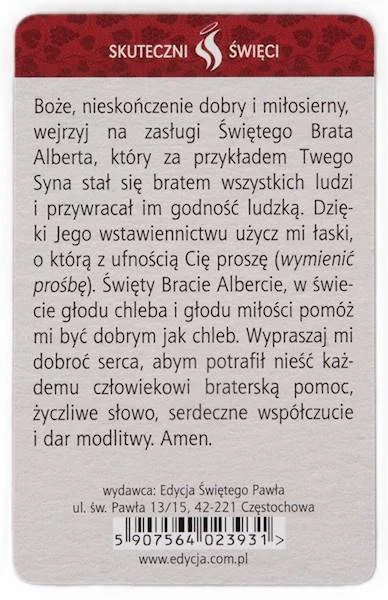 SKUTECZNI ŚWIĘCI
Boże, nieskończenie dobry i miłosierny,
wejrzyj na zasługi Świętego Brata
Alberta, który za przykładem Twego
Syna stał się bratem wszystkich ludzi
i przywracał im godność ludzką. Dzię-
ki Jego wstawiennictwu użycz mi łaski,
o którą z ufnością Cię proszę (wymienić
prośbę). Święty Bracie Albercie, w świe-
cie głodu chleba i głodu miłości pomóż
mi być dobrym jak chleb. Wypraszaj mi
dobroć serca, abym potrafił nieść każ-
demu człowiekowi braterską pomoc,
życzliwe słowo, serdeczne współczucie
i dar modlitwy. Amen.
wydawca: Edycja Świętego Pawła
ul. św. Pawła 13/15, 42-221 Częstochowa
5 907564 023931 >
www.edycja.com.pl